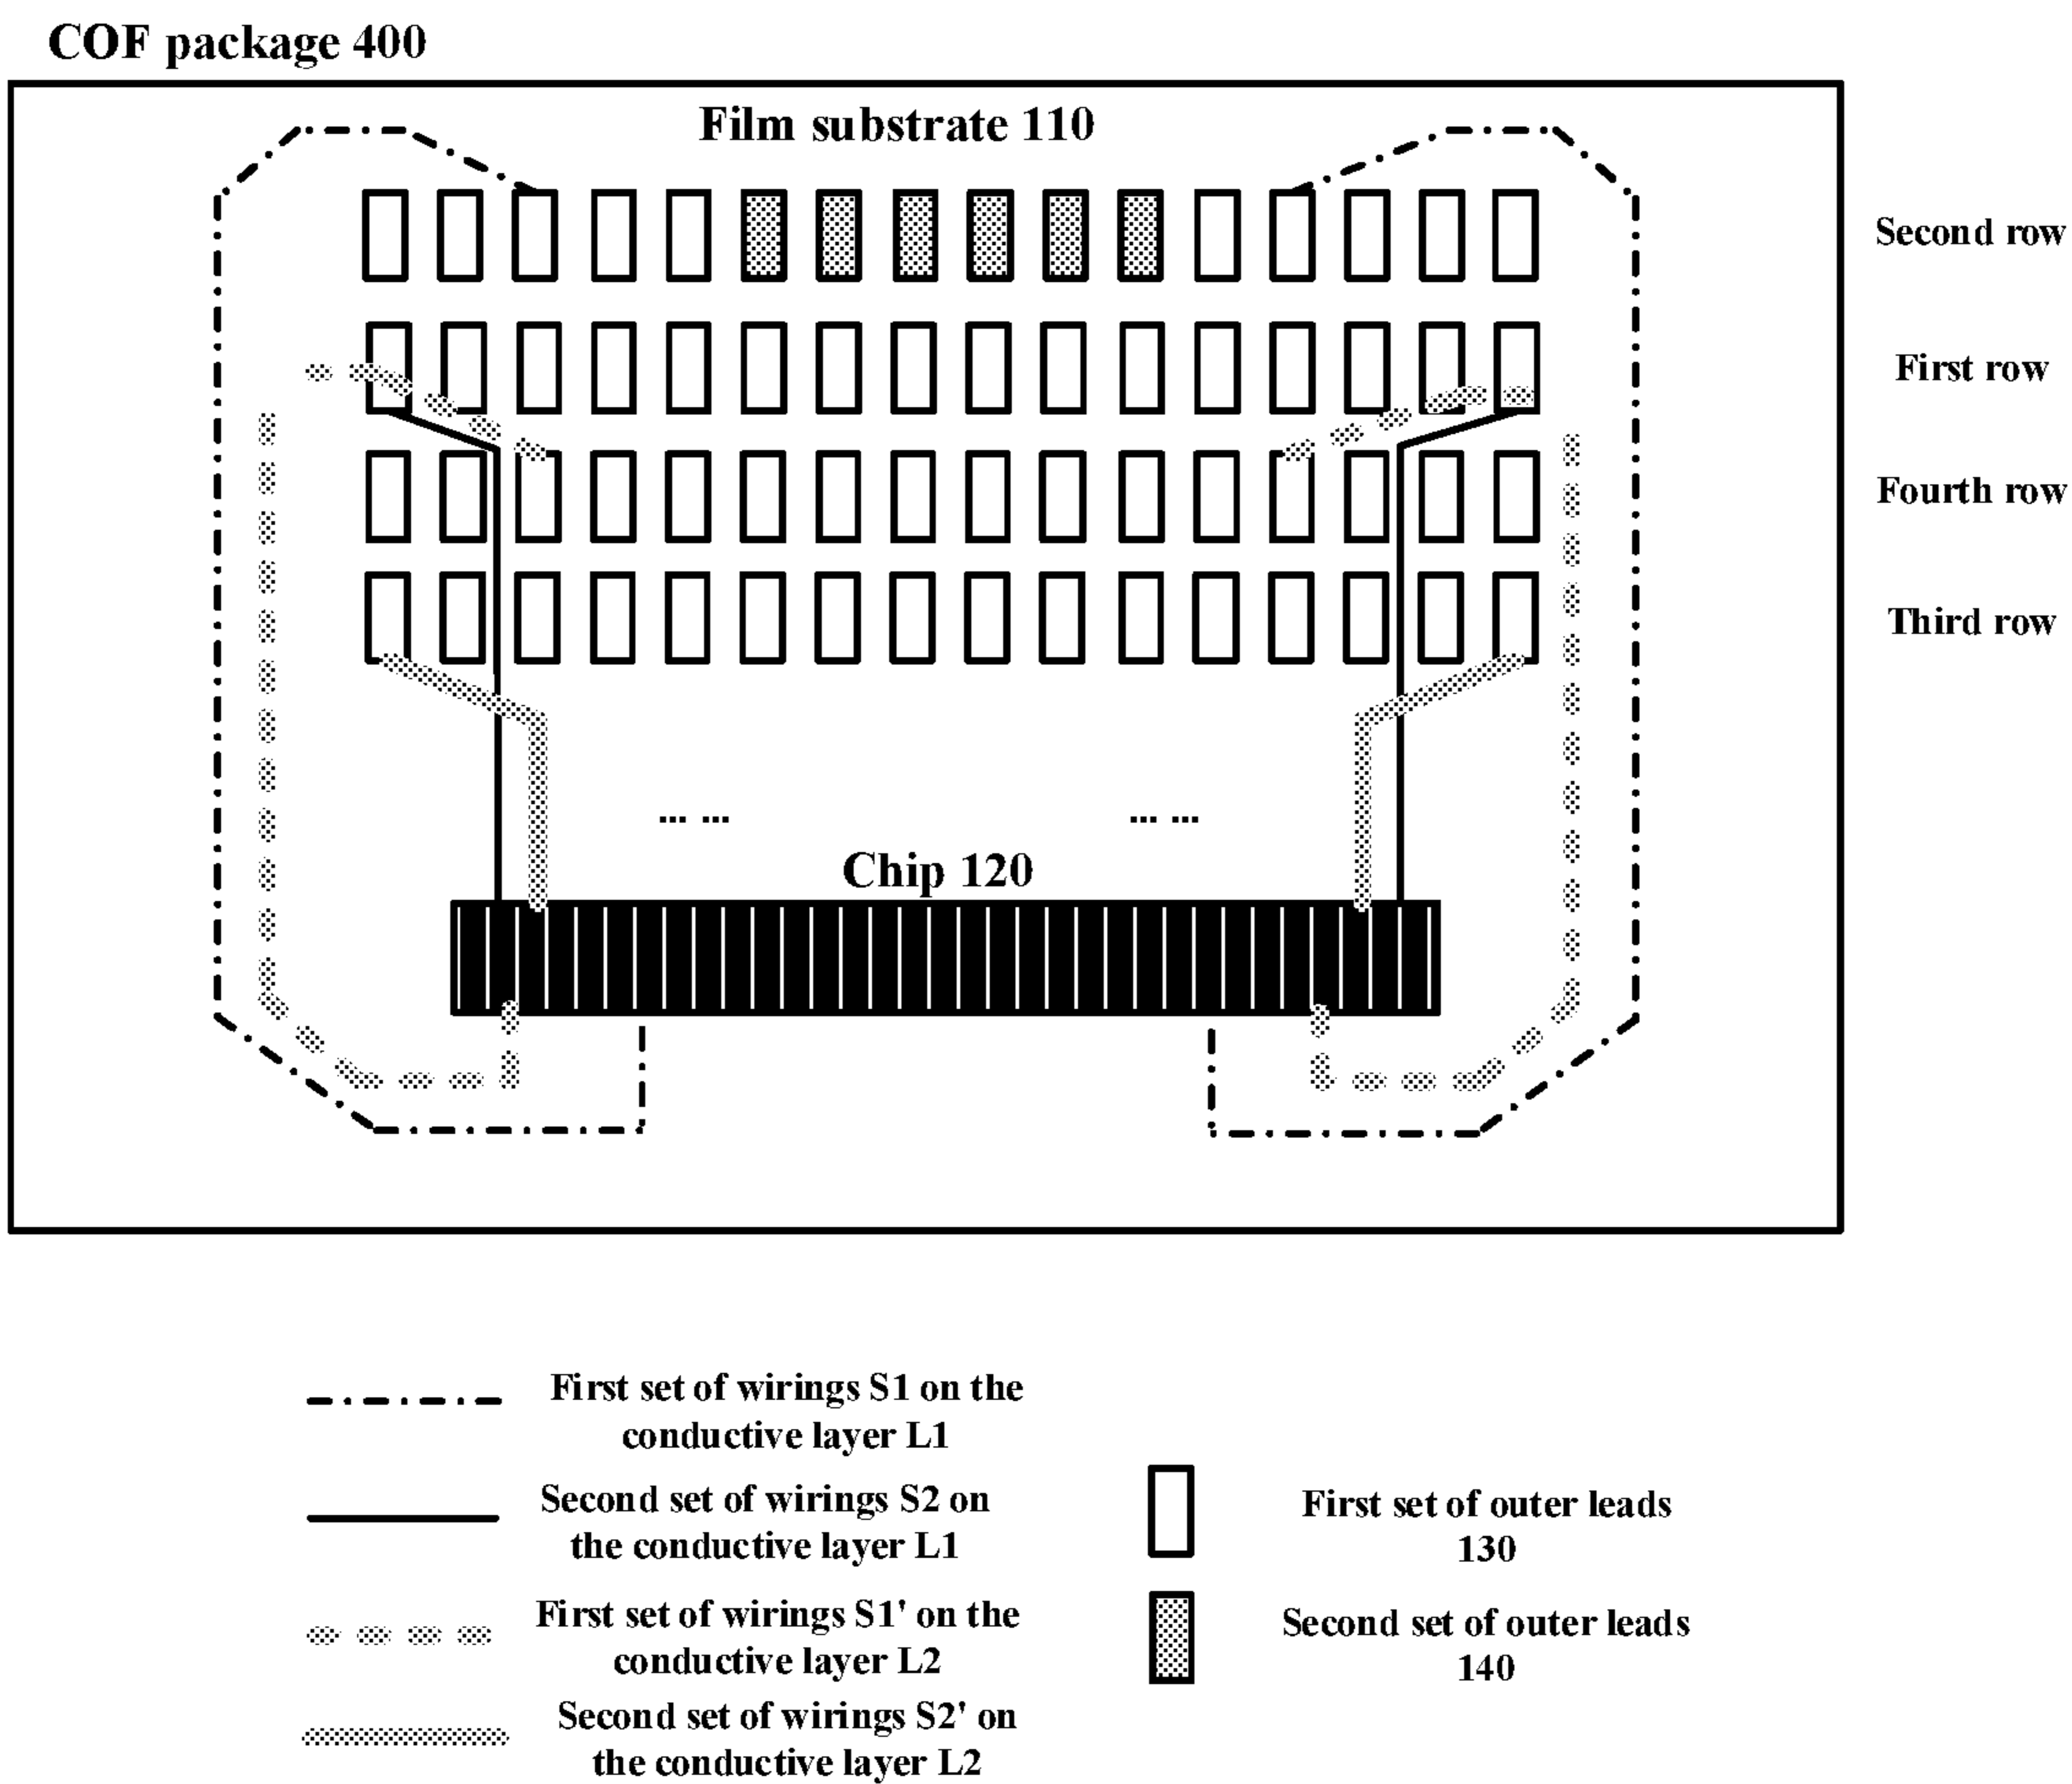 COF package 400
Film substrate 110
Second row
First row
Fourth row
Third row
... ...
... ...
Chip 120
First set of wirings S1 on the
conductive layer L1
Second set of wirings S2 on
the conductive layer L1
First set of wirings S1' on the
conductive layer L2
Second set of wirings S2' on
the conductive layer L2
First set of outer leads
130
Second set of outer leads
140